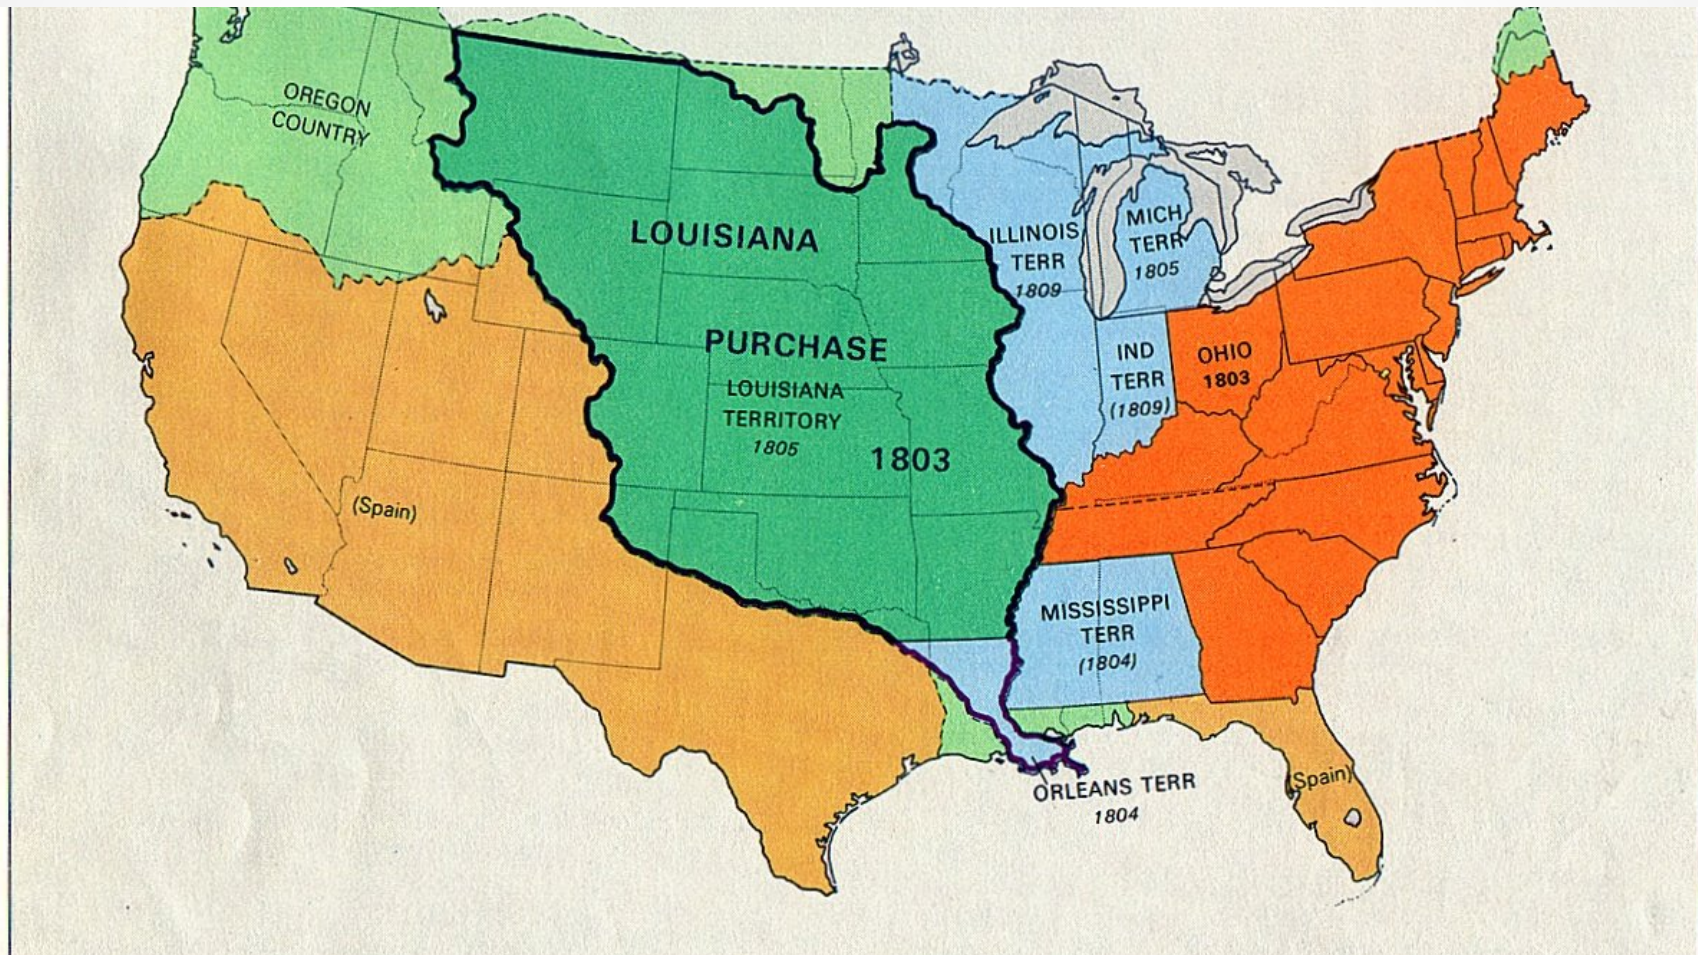 OREGON
COUNTRY
LOUISIANA
PURCHASE
LOUISIANA
TERRITORY
1805
1803
ILLINOIS
TERR
1809
MICH
TERR
1805
IND
TERR
(1809)
OHIO
1803
(Spain)
MISSISSIPPI
TERR
(1804)
ORLEANS TERR
1804
(Spain)